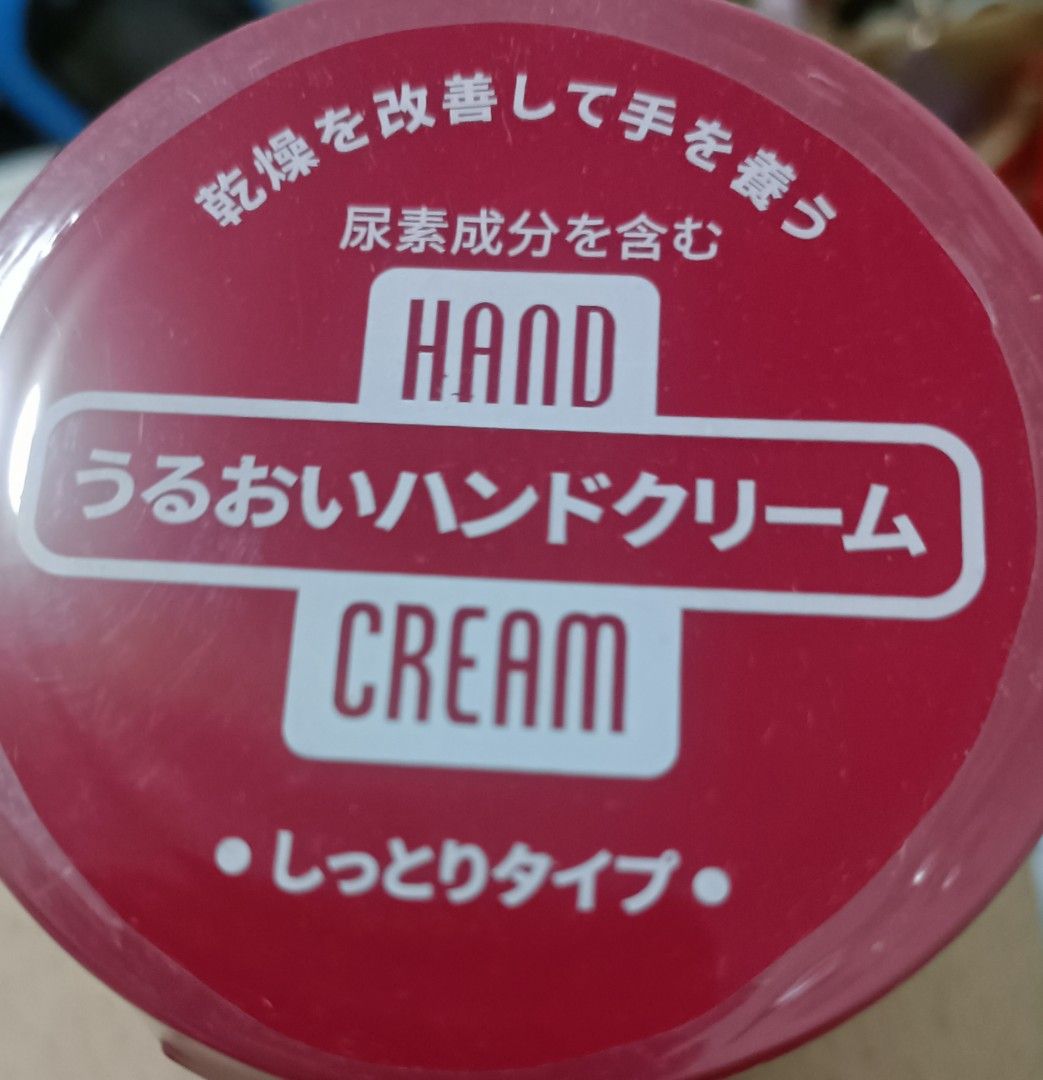 乾燥を改善して手を養う
尿素成分を含む
HAND
うるおいハンドクリーム
CREAM
•しっとりタイプ•